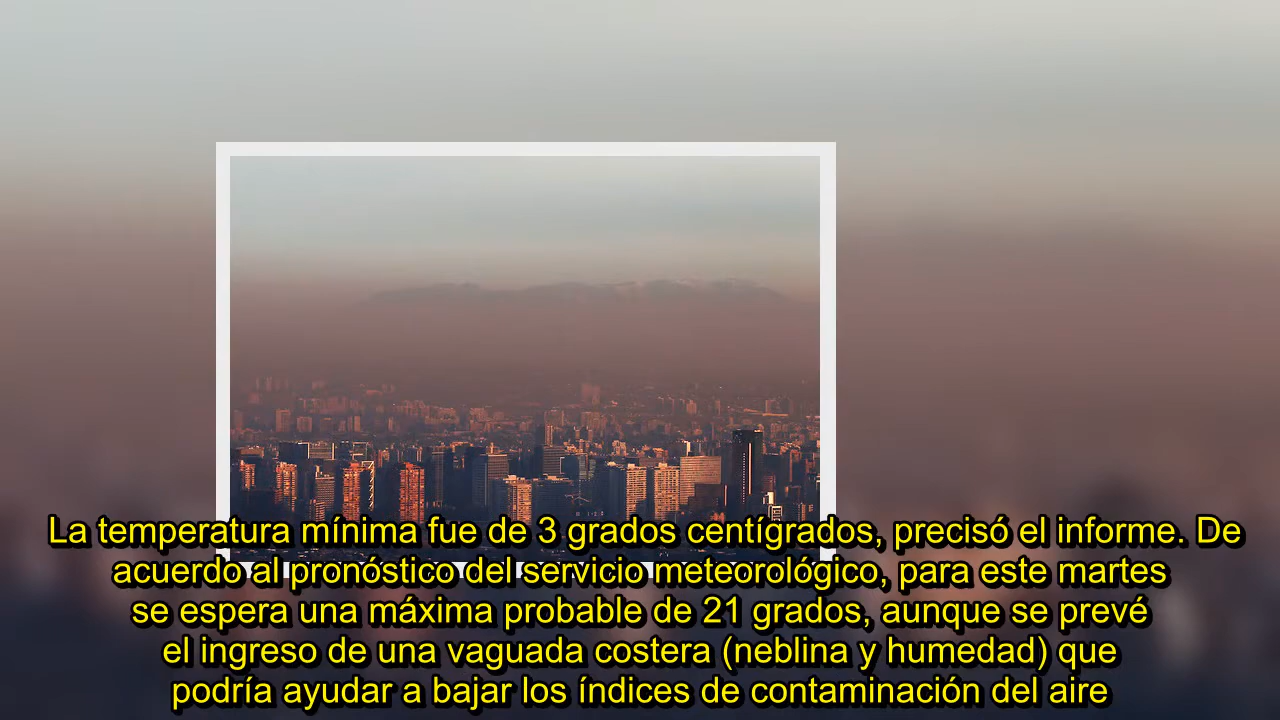 La temperatura mínima fue de 3 grados centígrados, precisó el informe. De
acuerdo al pronóstico del servicio meteorológico, para este martes
se espera una máxima probable de 21 grados, aunque se prevé
el ingreso de una vaguada costera (neblina y humedad) que
podría ayudar a bajar los índices de contaminación del aire